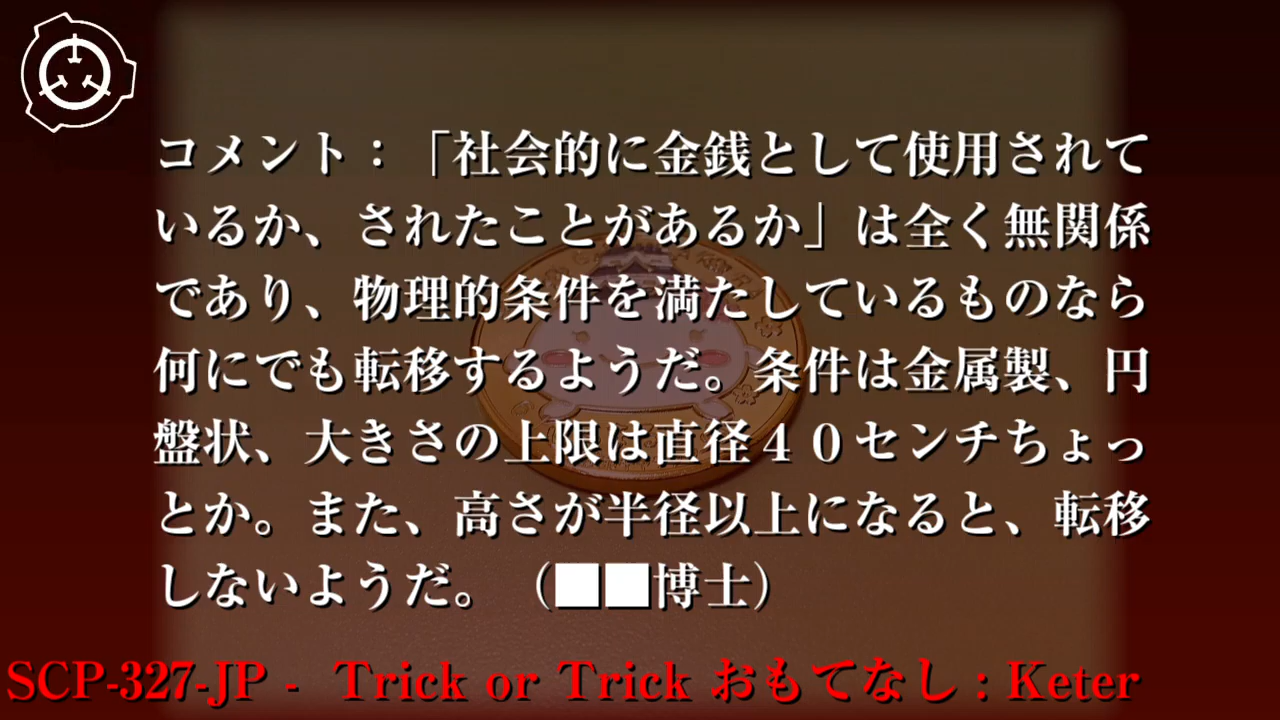 コメント：「社会的に金銭として使用されて
いるか、されたことがあるか」は全く無関係
であり、物理的条件を満たしているものなら
何にでも転移するようだ。条件は金属製、円
盤状、大きさの上限は直径４０センチちょっ
とか。また、高さが半径以上になると、転移
しないようだ。（■■博士）
SCP-327-JP - Trick or Trick おもてなし : Keter